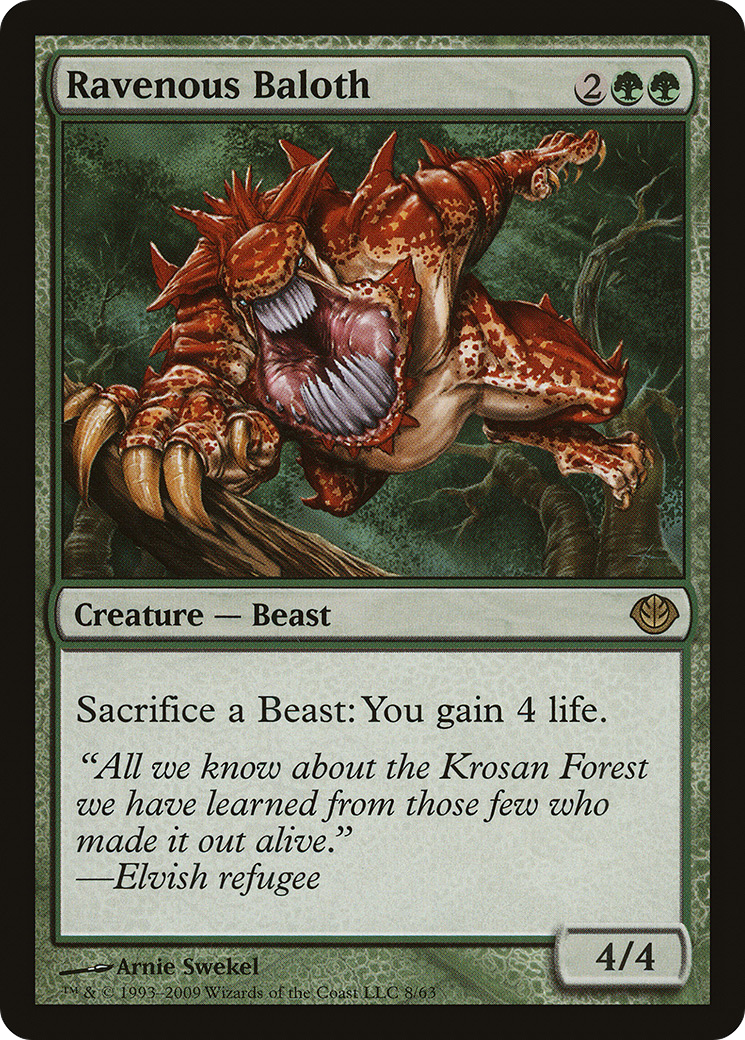 Ravenous Baloth 2
Creature — Beast
Sacrifice a Beast: You gain 4 life.
“All we know about the Krosan Forest
we have learned from those few who
made it out alive.”
—Elvish refugee
4/4
Arnie Swekel
™ & © 1993–2009 Wizards of the Coast LLC 8/63